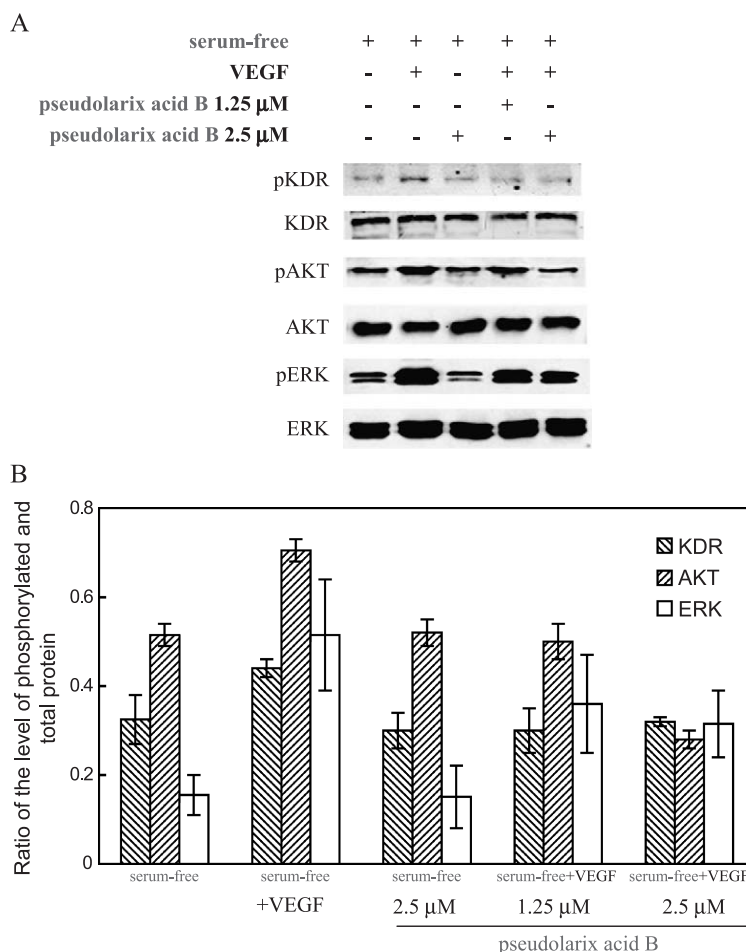 A
serum-free + + + + +
VEGF - + - + +
pseudolarix acid B 1.25 μM - - - + -
pseudolarix acid B 2.5 μM - - + - +
pKDR
KDR
pAKT
AKT
pERK
ERK
B
Ratio of the level of phosphorylated and
total protein
0.8
0.6
0.4
0.2
0
KDR
AKT
ERK
serum-free serum-free serum-free serum-free+VEGF serum-free+VEGF
+VEGF 2.5 μM 1.25 μM 2.5 μM
pseudolarix acid B